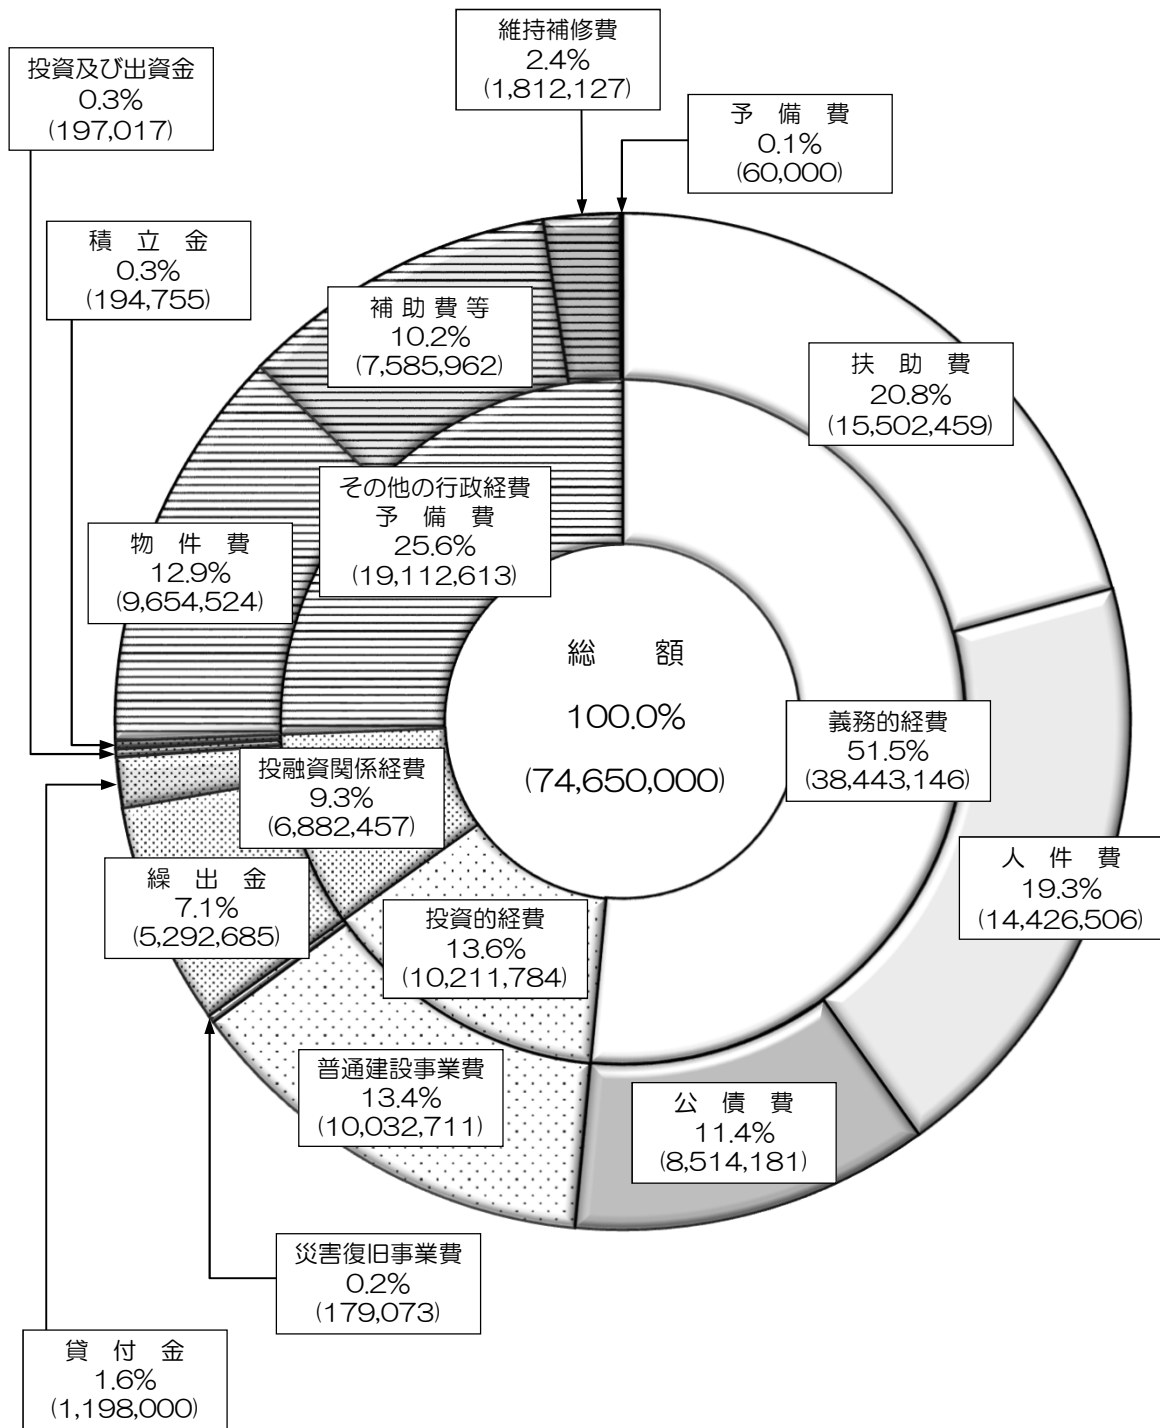 維持補修費
2.4%
(1,812,127)
投資及び出資金
0.3%
(197,017)
予 備 費
0.1%
(60,000)
積 立 金
0.3%
(194,755)
補 助 費 等
10.2%
(7,585,962)
扶 助 費
20.8%
(15,502,459)
その他の行政経費
予 備 費
25.6%
(19,112,613)
物 件 費
12.9%
(9,654,524)
総 額
100.0%
(74,650,000)
義務的経費
51.5%
(38,443,146)
投融資関係経費
9.3%
(6,882,457)
人 件 費
19.3%
(14,426,506)
繰 出 金
7.1%
(5,292,685)
投資的経費
13.6%
(10,211,784)
普通建設事業費
13.4%
(10,032,711)
公 債 費
11.4%
(8,514,181)
災害復旧事業費
0.2%
(179,073)
貸 付 金
1.6%
(1,198,000)